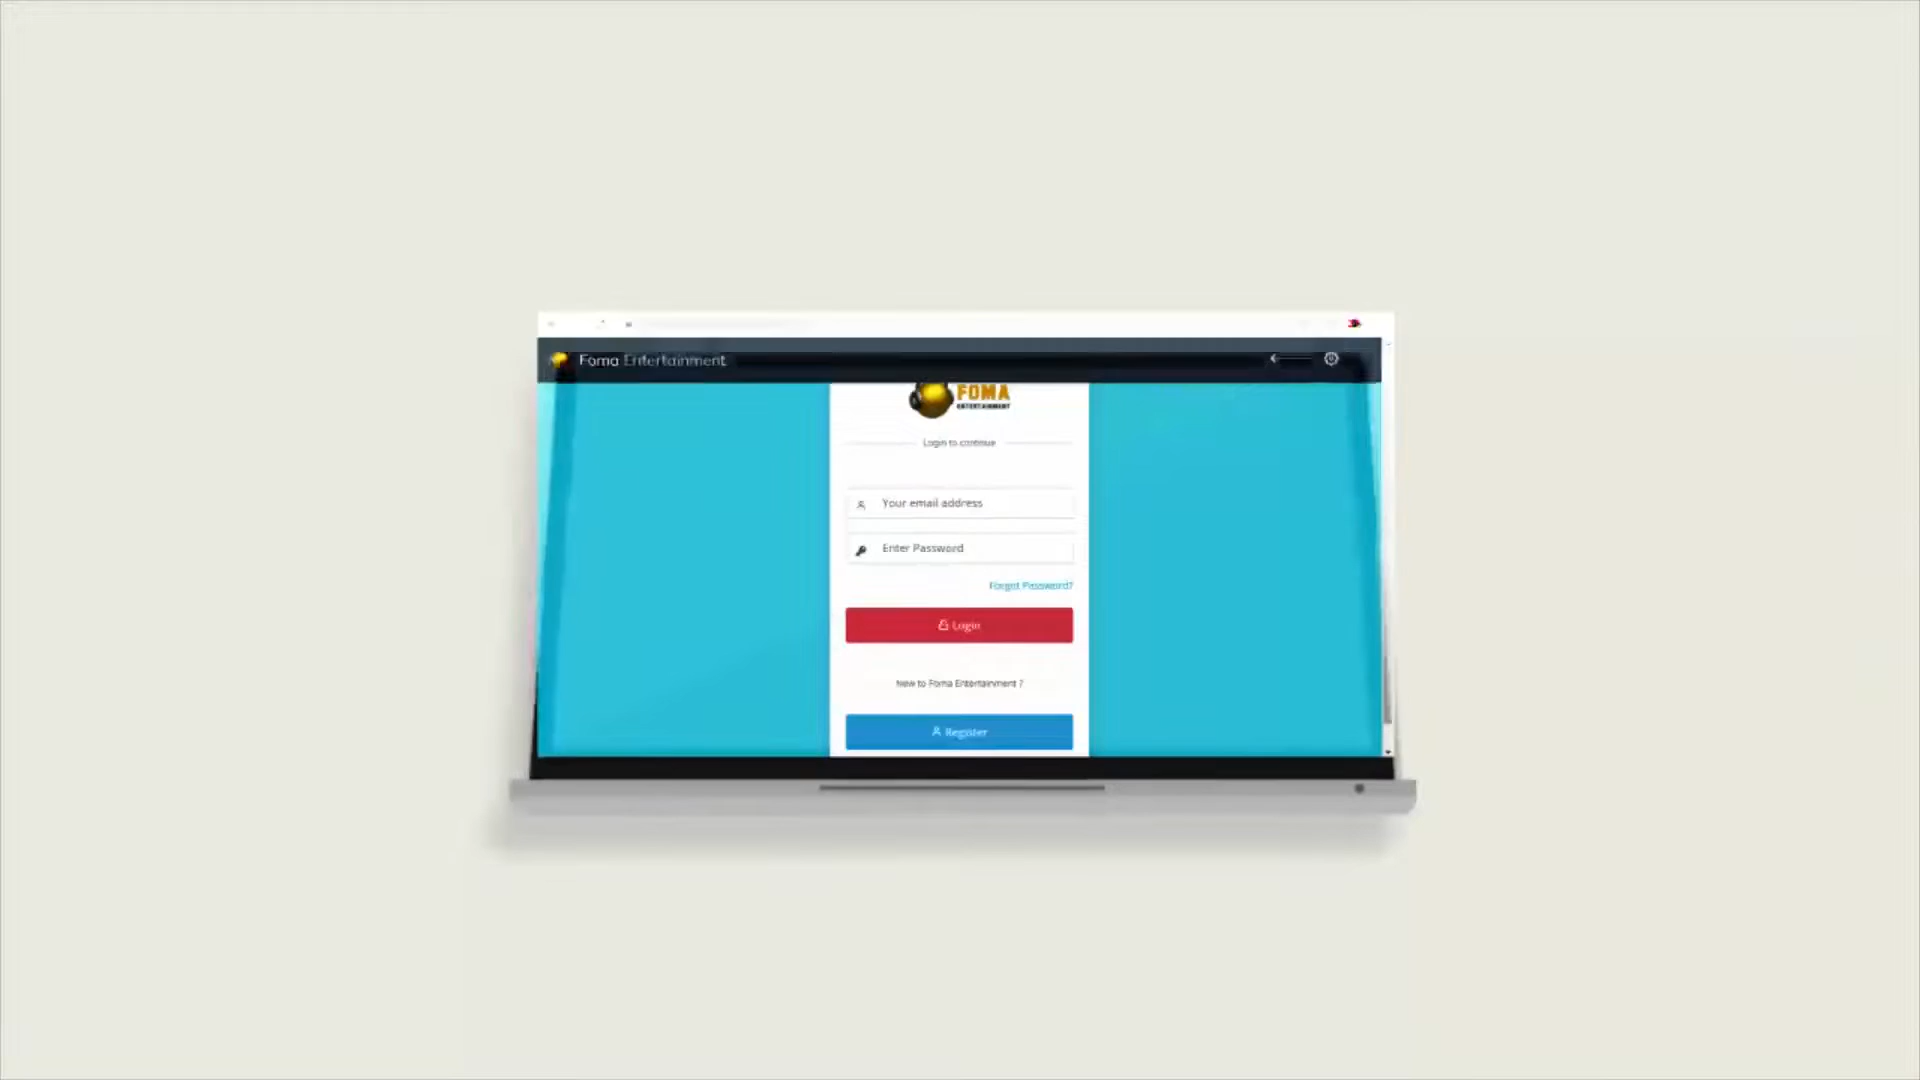 Foma Entertainment
FOMA
ENTERTAINMENT
Login to continue
Your email address
Enter Password
Forgot Password?
Login
New to Foma Entertainment ?
Register